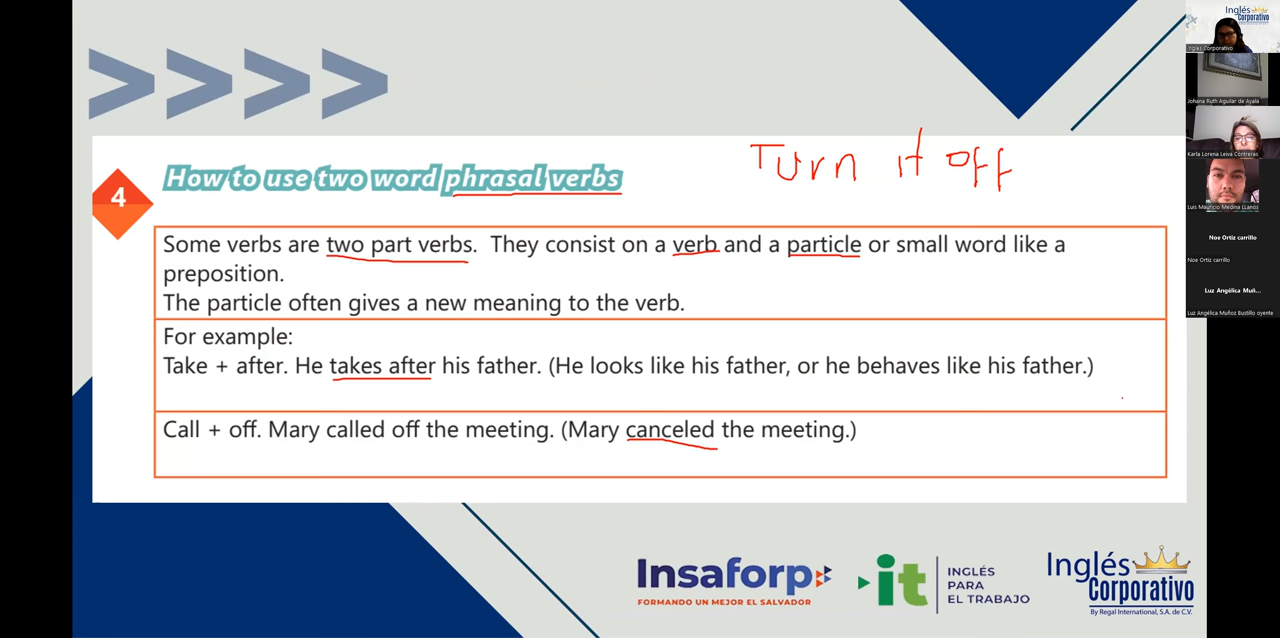 Inglés
Corporativo
Inglés Corporativo
Johana Ruth Aguilar de Ayala
Karla Lorena Leiva Contreras
Luis Mauricio Medina LLanos
Noe Ortiz carrillo
Noe Ortiz carrillo
Luz Angélica Muñ...
Luz Angélica Muñoz Bustillo oyente
Turn it off
4
How to use two word phrasal verbs
Some verbs are two part verbs. They consist on a verb and a particle or small word like a
preposition.
The particle often gives a new meaning to the verb.
For example:
Take + after. He takes after his father. (He looks like his father, or he behaves like his father.)
Call + off. Mary called off the meeting. (Mary canceled the meeting.)
Insaforp
FORMANDO UN MEJOR EL SALVADOR
it
INGLÉS
PARA
EL TRABAJO
Inglés
Corporativo
By Regal International, S.A. de C.V.